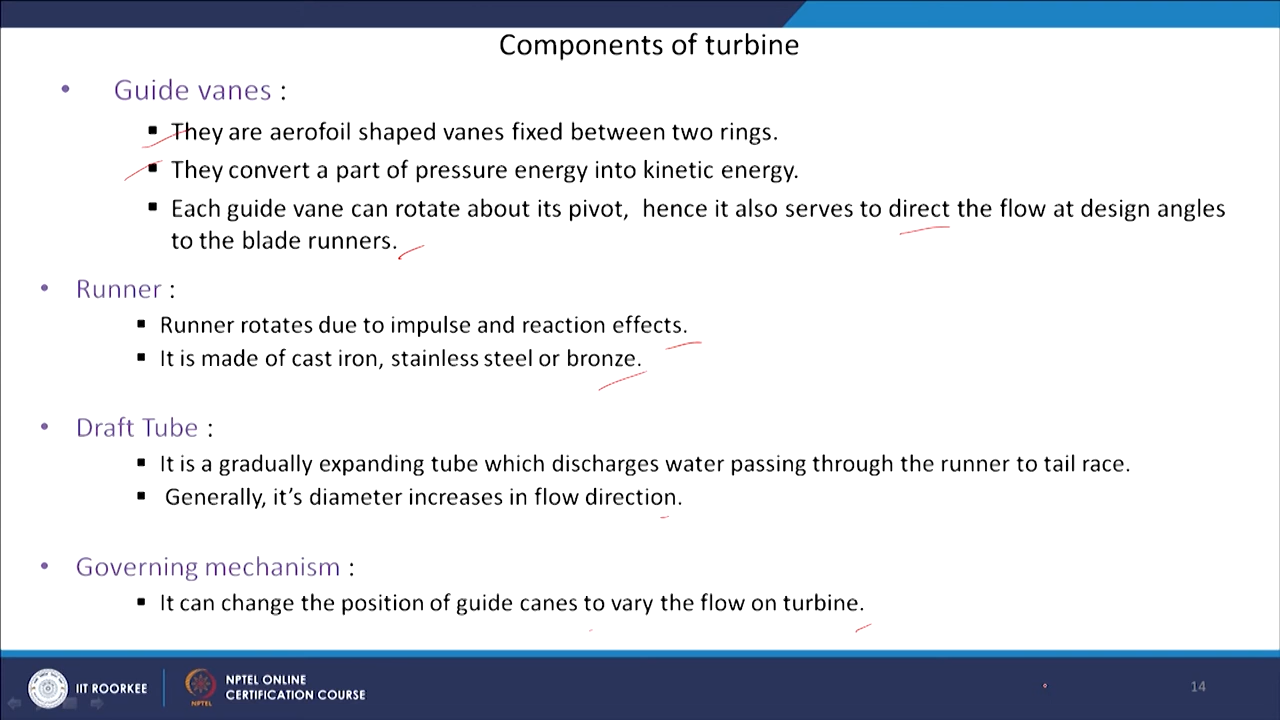 Components of turbine
• Guide vanes :
▪ They are aerofoil shaped vanes fixed between two rings.
▪ They convert a part of pressure energy into kinetic energy.
▪ Each guide vane can rotate about its pivot, hence it also serves to direct the flow at design angles
to the blade runners.
• Runner :
▪ Runner rotates due to impulse and reaction effects.
▪ It is made of cast iron, stainless steel or bronze.
• Draft Tube :
▪ It is a gradually expanding tube which discharges water passing through the runner to tail race.
▪ Generally, it’s diameter increases in flow direction.
• Governing mechanism :
▪ It can change the position of guide canes to vary the flow on turbine.
IIT ROORKEE
NPTEL
NPTEL ONLINE
CERTIFICATION COURSE
14